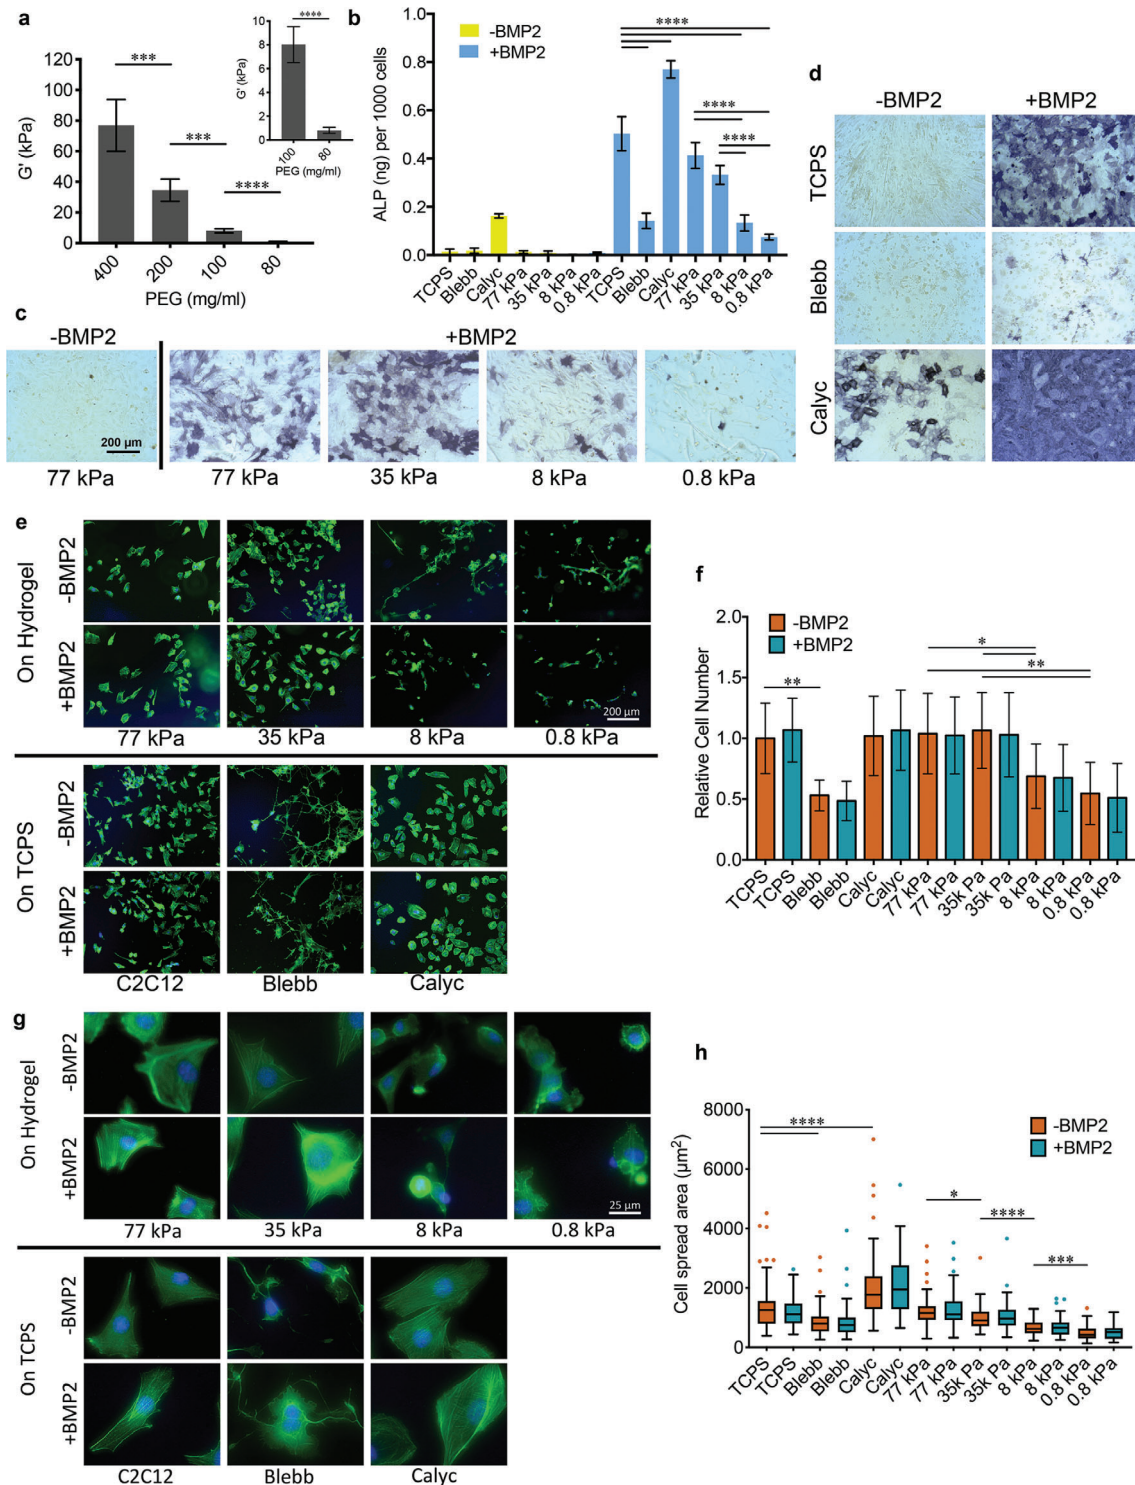 a
120
100
80
60
40
20
0
G' (kPa)
***
***
****
400
200
100
80
PEG (mg/ml)
****
10
8
6
4
2
0
G' (kPa)
100
80
PEG (mg/ml)
b
-BMP2
+BMP2
1.0
0.8
0.6
0.4
0.2
0.0
ALP (ng) per 1000 cells
****
****
****
TCPS
Blebb
Calyc
77 kPa
35 kPa
8 kPa
0.8 kPa
TCPS
Blebb
Calyc
77 kPa
35 kPa
8 kPa
0.8 kPa
c
-BMP2
+BMP2
200 µm
77 kPa
77 kPa
35 kPa
8 kPa
0.8 kPa
d
-BMP2
+BMP2
TCPS
Blebb
Calyc
e
On Hydrogel
-BMP2
+BMP2
200 µm
77 kPa
35 kPa
8 kPa
0.8 kPa
On TCPS
-BMP2
+BMP2
C2C12
Blebb
Calyc
f
2.0
1.5
1.0
0.5
0.0
Relative Cell Number
-BMP2
+BMP2
**
*
**
TCPS
TCPS
Blebb
Blebb
Calyc
Calyc
77 kPa
77 kPa
35k Pa
35k Pa
8 kPa
8 kPa
0.8 kPa
0.8 kPa
g
On Hydrogel
-BMP2
+BMP2
25 µm
77 kPa
35 kPa
8 kPa
0.8 kPa
On TCPS
-BMP2
+BMP2
C2C12
Blebb
Calyc
h
8000
6000
4000
2000
0
Cell spread area (µm²)
-BMP2
+BMP2
****
*
****
***
TCPS
TCPS
Blebb
Blebb
Calyc
Calyc
77 kPa
77 kPa
35k Pa
35k Pa
8 kPa
8 kPa
0.8 kPa
0.8 kPa